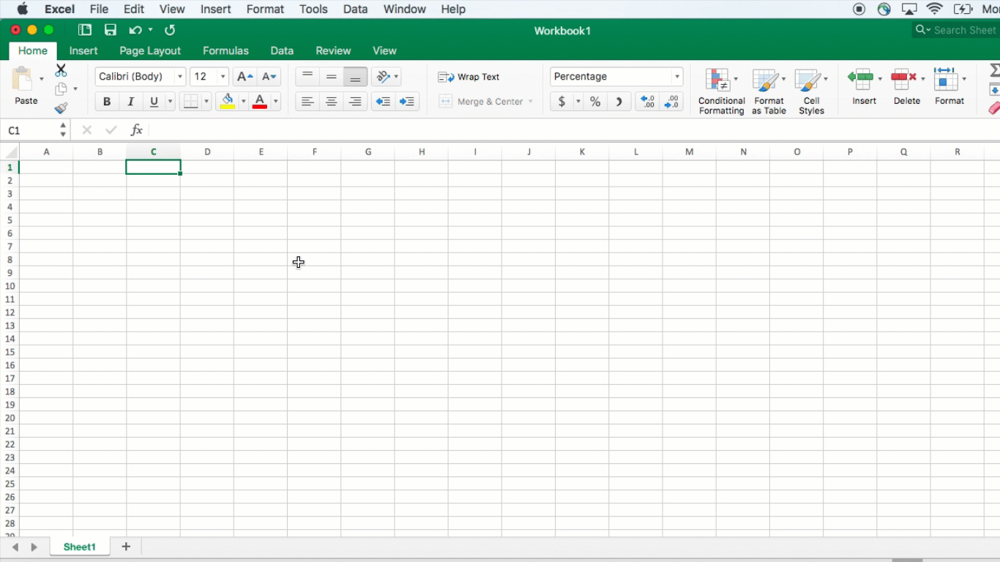 Excel File Edit View Insert Format Tools Data Window Help
Workbook1
Search Sheet
Home Insert Page Layout Formulas Data Review View
Paste
Calibri (Body) 12 A A
Wrap Text
Percentage
B I U A
Merge & Center
$ % .0 .00 .00 .0
Conditional Formatting
Format as Table
Cell Styles
Insert
Delete
Format
C1 fx
A B C D E F G H I J K L M N O P Q R
1
2
3
4
5
6
7
8
9
10
11
12
13
14
15
16
17
18
19
20
21
22
23
24
25
26
27
28
Sheet1